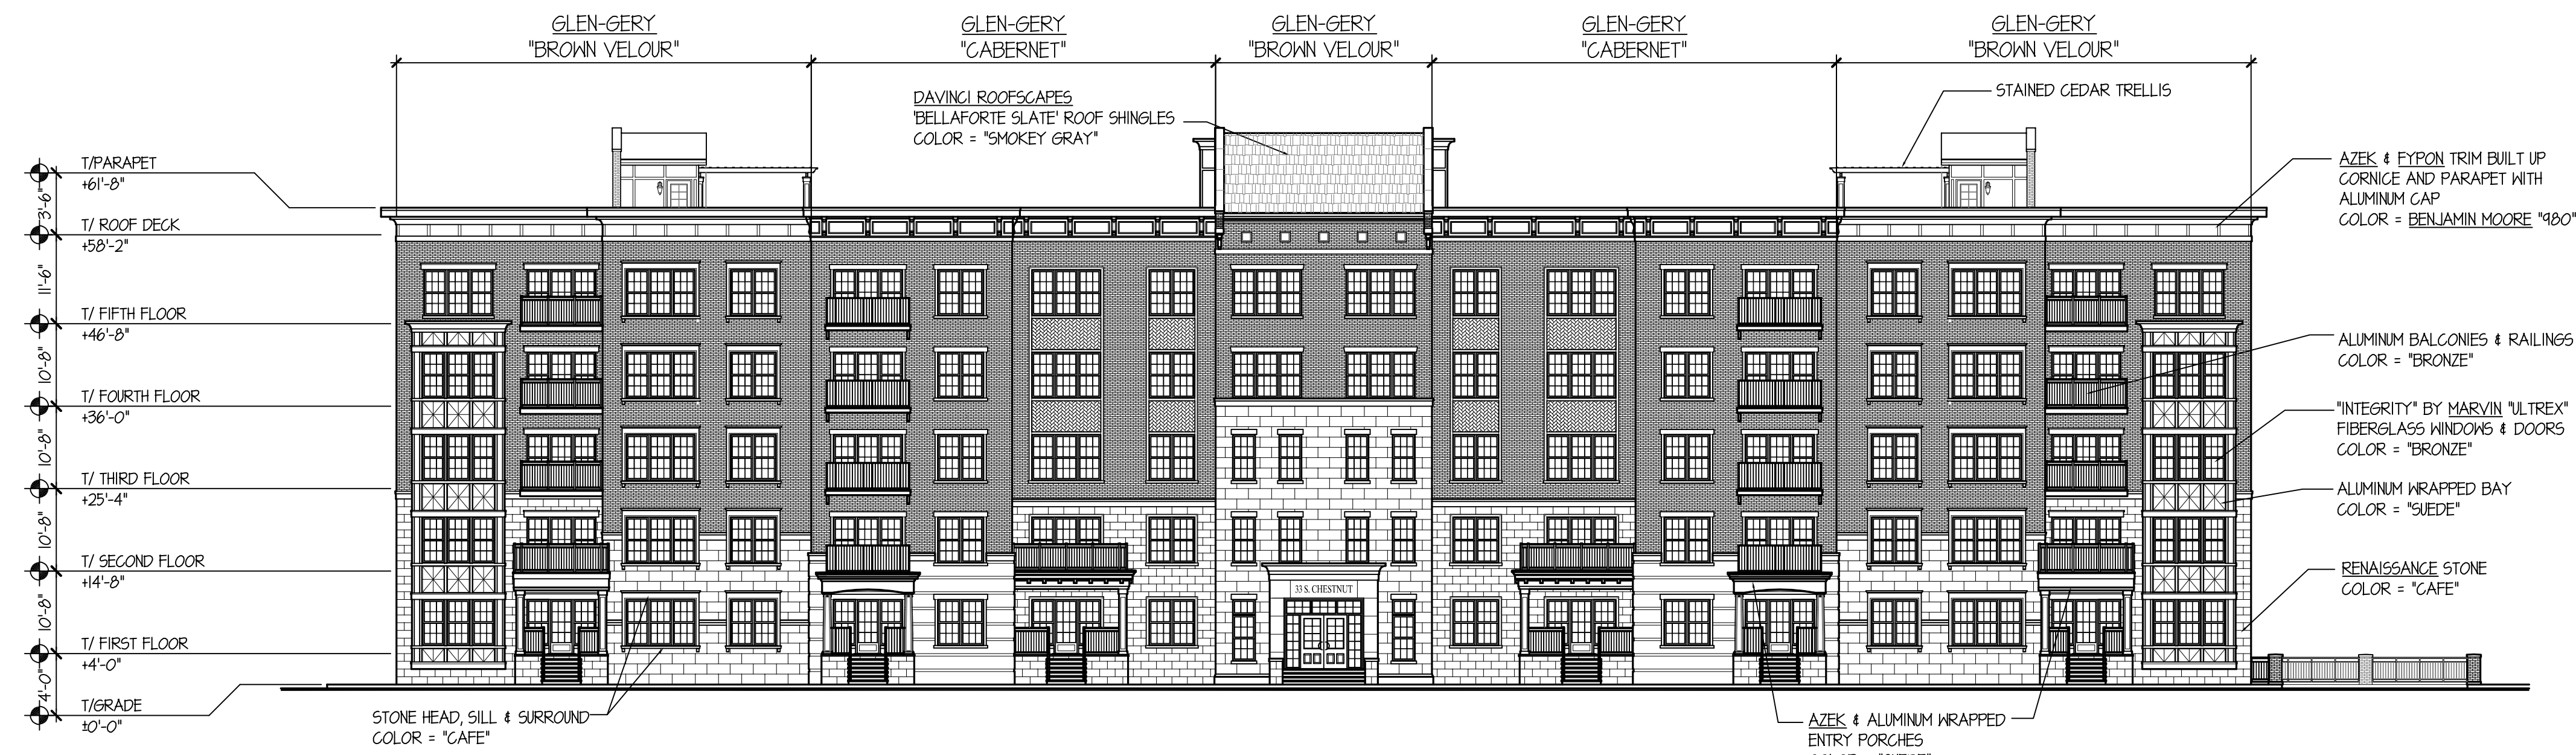 GLEN-GERY
"BROWN VELOUR"
GLEN-GERY
"CABERNET"
GLEN-GERY
"BROWN VELOUR"
GLEN-GERY
"CABERNET"
GLEN-GERY
"BROWN VELOUR"
DAVINCI ROOFSCAPES
'BELLAFORTE SLATE' ROOF SHINGLES
COLOR = "SMOKEY GRAY"
STAINED CEDAR TRELLIS
T/PARAPET
+61'-8"
3'-6"
T/ ROOF DECK
+58'-2"
11'-6"
T/ FIFTH FLOOR
+46'-8"
10'-8"
T/ FOURTH FLOOR
+36'-0"
10'-8"
T/ THIRD FLOOR
+25'-4"
10'-8"
T/ SECOND FLOOR
+14'-8"
10'-8"
T/ FIRST FLOOR
+4'-0"
4'-0"
T/GRADE
±0'-0"
AZEK & FYPON TRIM BUILT UP
CORNICE AND PARAPET WITH
ALUMINUM CAP
COLOR = BENJAMIN MOORE "980"
ALUMINUM BALCONIES & RAILINGS
COLOR = "BRONZE"
"INTEGRITY" BY MARVIN "ULTREX"
FIBERGLASS WINDOWS & DOORS
COLOR = "BRONZE"
ALUMINUM WRAPPED BAY
COLOR = "SUEDE"
RENAISSANCE STONE
COLOR = "CAFE"
33 S. CHESTNUT
STONE HEAD, SILL & SURROUND
COLOR = "CAFE"
AZEK & ALUMINUM WRAPPED
ENTRY PORCHES